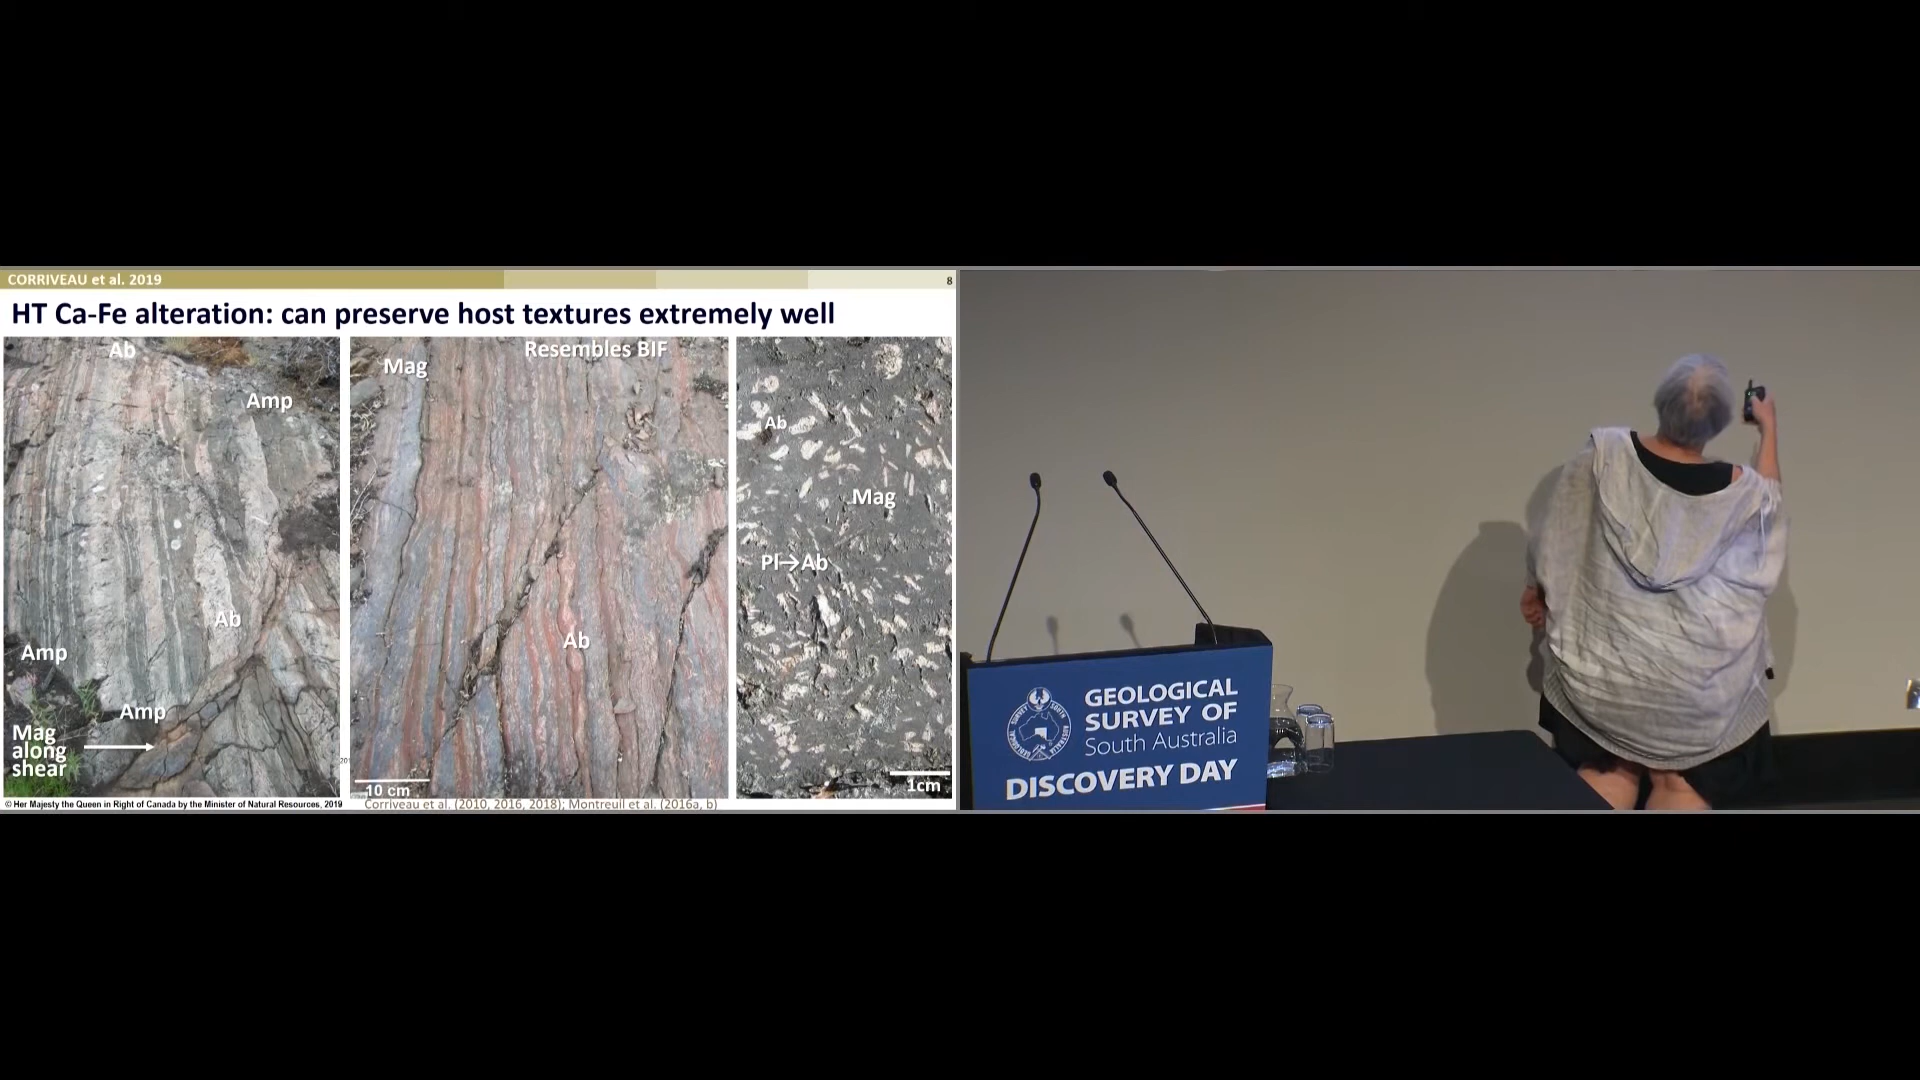 CORRIVEAU et al. 2019
8
HT Ca-Fe alteration: can preserve host textures extremely well
Ab
Amp
Ab
Amp
Amp
Mag
along
shear
Mag
Resembles BIF
Ab
10 cm
Ab
Mag
Pl→Ab
1cm
© Her Majesty the Queen in Right of Canada by the Minister of Natural Resources, 2019
Corriveau et al. (2010, 2016, 2018); Montreuil et al. (2016a, b)
GEOLOGICAL
SURVEY OF
South Australia
DISCOVERY DAY